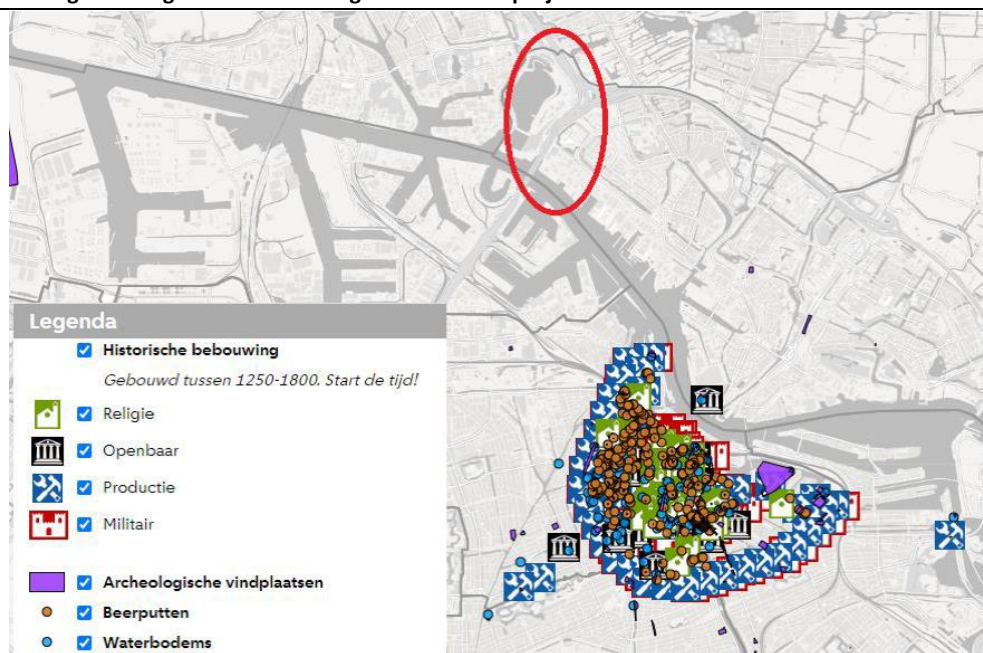 Legenda
Historische bebouwing
Gebouwd tussen 1250-1800. Start de tijd!
Religie
Openbaar
Productie
Militair
Archeologische vindplaatsen
Beerputten
Waterbodems